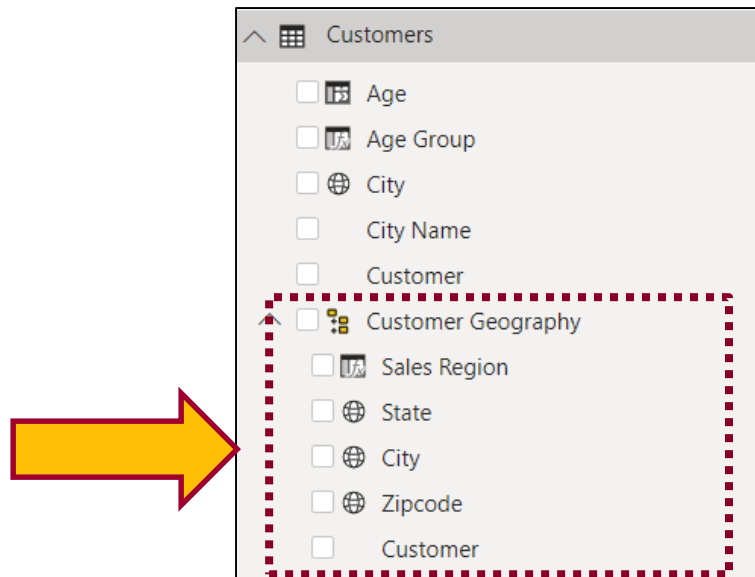 Customers
Age
Age Group
City
City Name
Customer
Customer Geography
Sales Region
State
City
Zipcode
Customer